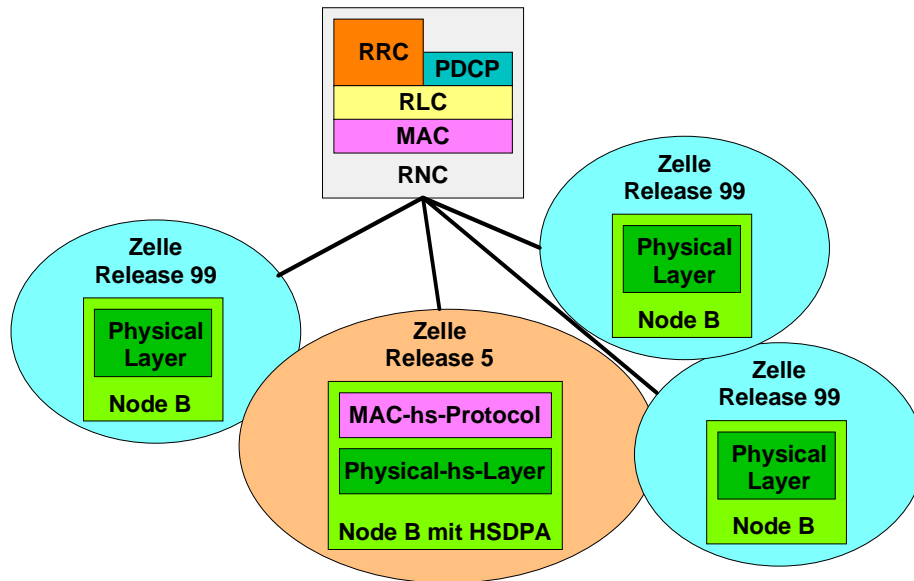 RRC
PDCP
RLC
MAC
RNC
Zelle
Release 99
Physical
Layer
Node B
Zelle
Release 99
Physical
Layer
Node B
Zelle
Release 5
MAC-hs-Protocol
Physical-hs-Layer
Node B mit HSDPA
Zelle
Release 99
Physical
Layer
Node B